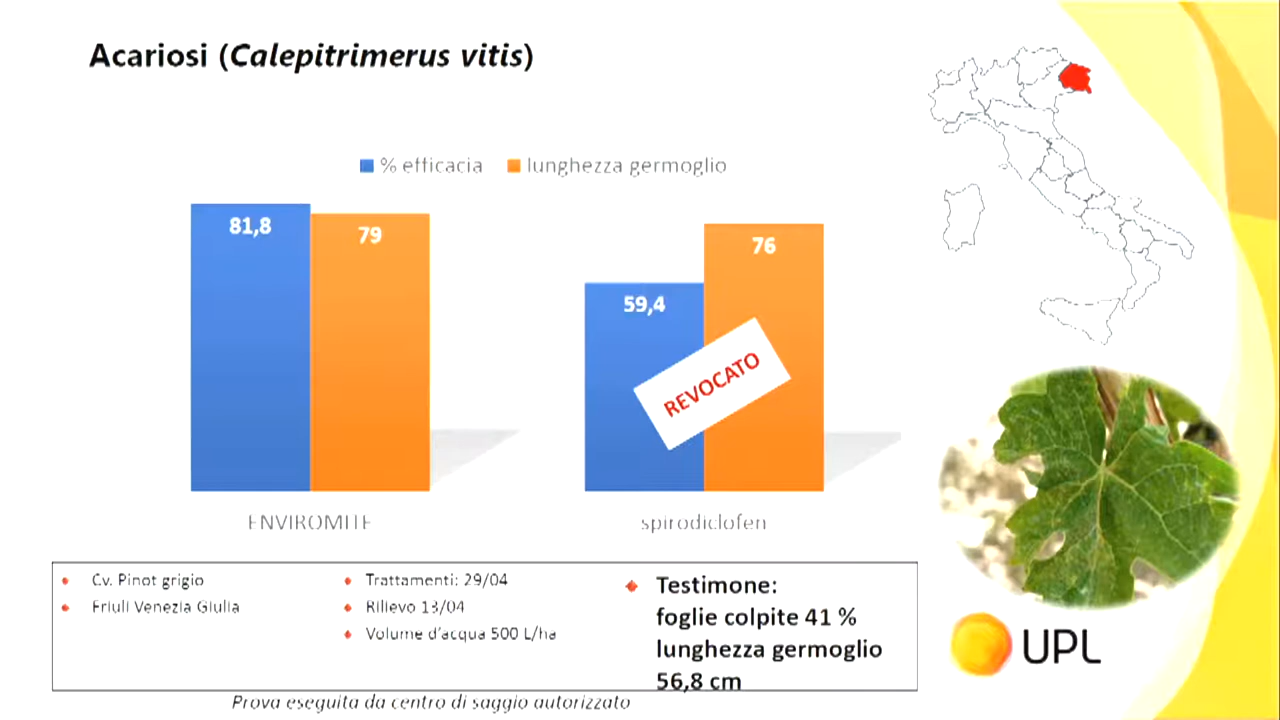 Acariosi (Calepitrimerus vitis)
% efficacia
lunghezza germoglio
81,8
79
59,4
76
REVOCATO
ENVIROMITE
spirodiclofen
Cv. Pinot grigio
Friuli Venezia Giulia
Trattamenti: 29/04
Rilievo 13/04
Volume d'acqua 500 L/ha
Testimone:
foglie colpite 41 %
lunghezza germoglio
56,8 cm
Prova eseguita da centro di saggio autorizzato
UPL